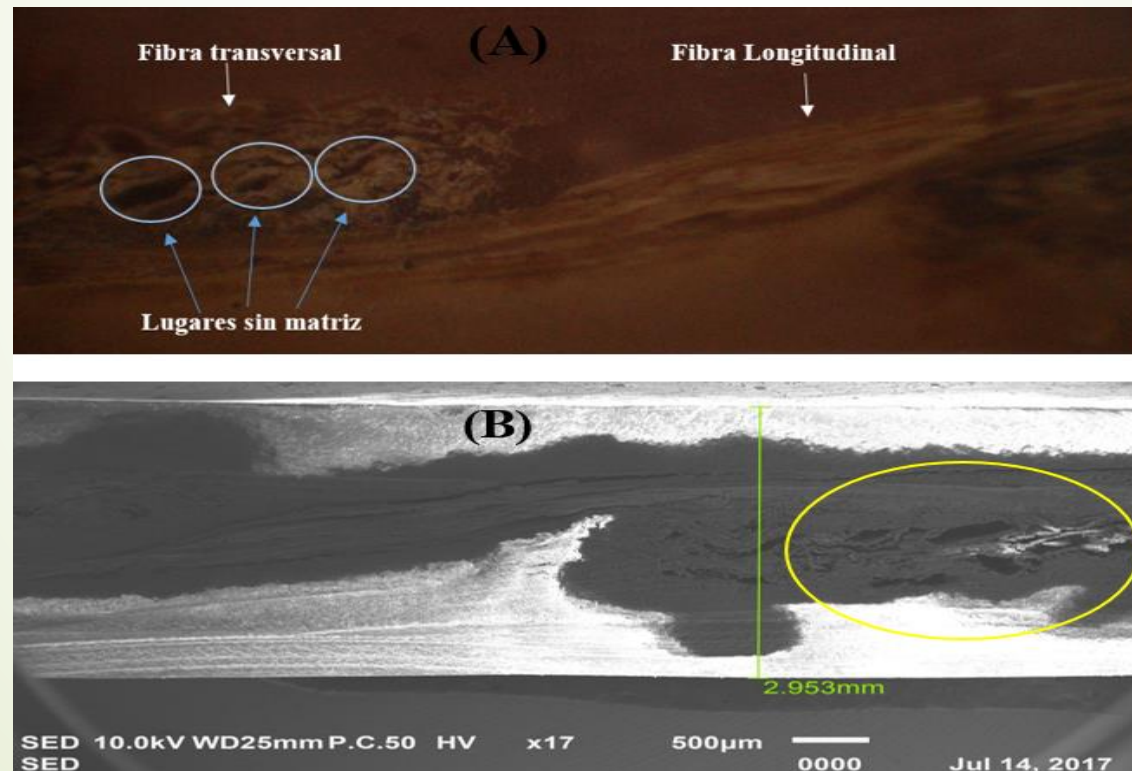 (A)
Fibra transversal
Fibra Longitudinal
Lugares sin matriz
(B)
2.953mm
SED 10.0kV WD25mm P.C.50 HV x17 500µm
SED 0000 Jul 14, 2017